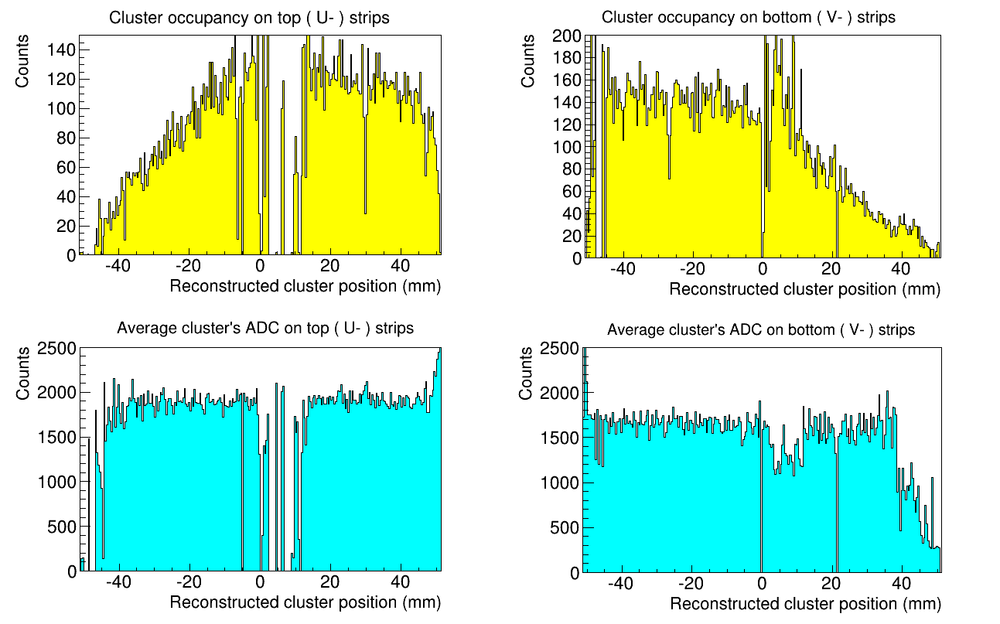 Cluster occupancy on top ( U- ) strips
Counts
140
120
100
80
60
40
20
0
-40 -20 0 20 40
Reconstructed cluster position (mm)
Cluster occupancy on bottom ( V- ) strips
Counts
200
180
160
140
120
100
80
60
40
20
0
-40 -20 0 20 40
Reconstructed cluster position (mm)
Average cluster's ADC on top ( U- ) strips
Counts
2500
2000
1500
1000
500
0
-40 -20 0 20 40
Reconstructed cluster position (mm)
Average cluster's ADC on bottom ( V- ) strips
Counts
2500
2000
1500
1000
500
0
-40 -20 0 20 40
Reconstructed cluster position (mm)